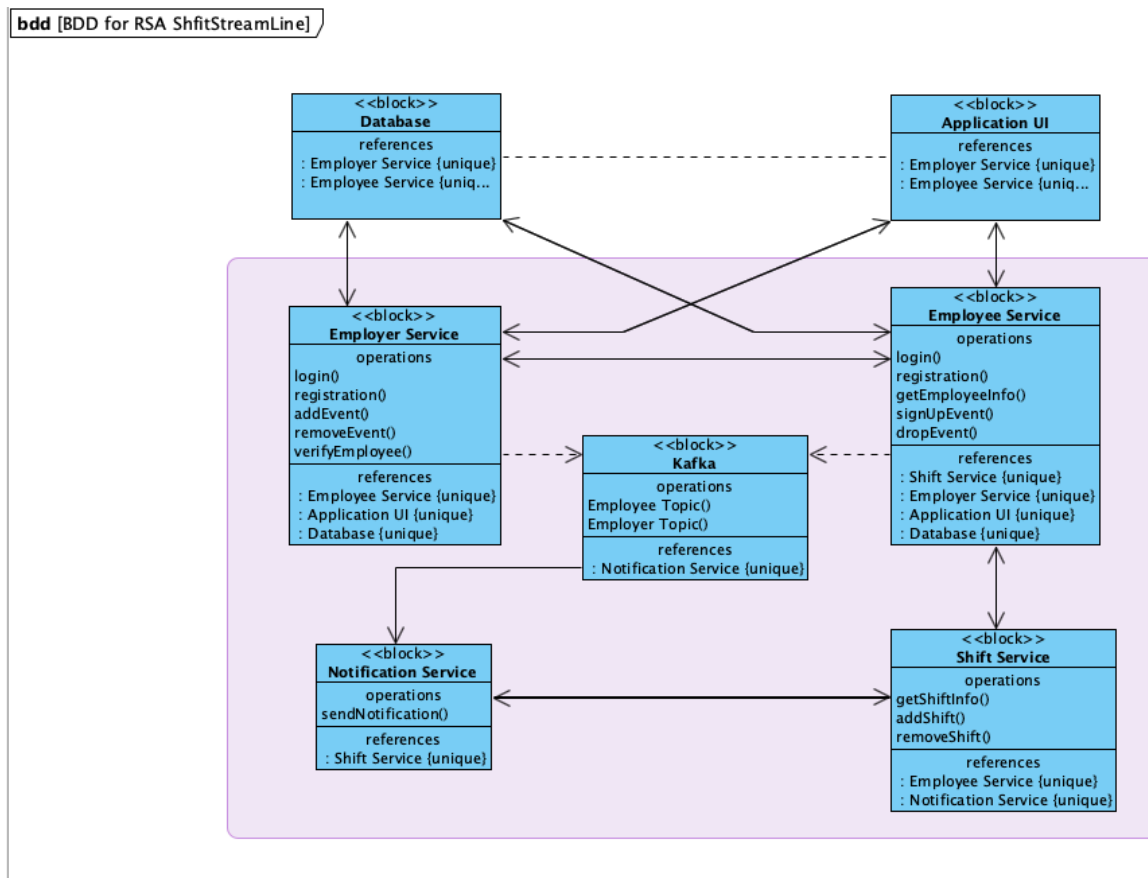 bdd [BDD for RSA ShfitStreamLine]
<<block>>
Database
references
: Employer Service {unique}
: Employee Service {uniq...
<<block>>
Application UI
references
: Employer Service {unique}
: Employee Service {uniq...
<<block>>
Employer Service
operations
login()
registration()
addEvent()
removeEvent()
verifyEmployee()
references
: Employee Service {unique}
: Application UI {unique}
: Database {unique}
<<block>>
Employee Service
operations
login()
registration()
getEmployeeInfo()
signUpEvent()
dropEvent()
references
: Shift Service {unique}
: Employer Service {unique}
: Application UI {unique}
: Database {unique}
<<block>>
Kafka
operations
Employee Topic()
Employer Topic()
references
: Notification Service {unique}
<<block>>
Notification Service
operations
sendNotification()
references
: Shift Service {unique}
<<block>>
Shift Service
operations
getShiftInfo()
addShift()
removeShift()
references
: Employee Service {unique}
: Notification Service {unique}